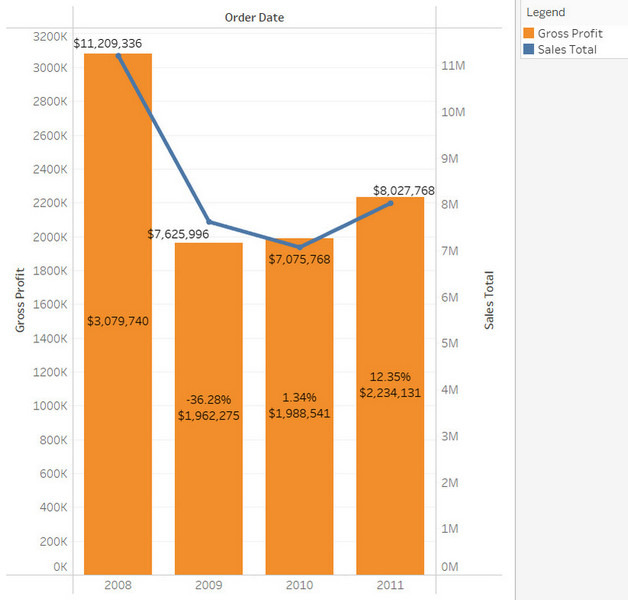 Order Date
Legend
Gross Profit
Sales Total
3200K
3000K
2800K
2600K
2400K
2200K
2000K
1800K
1600K
1400K
1200K
1000K
800K
600K
400K
200K
0K
Gross Profit
$11,209,336
$7,625,996
$7,075,768
$8,027,768
$3,079,740
-36.28%
$1,962,275
1.34%
$1,988,541
12.35%
$2,234,131
11M
10M
9M
8M
7M
6M
5M
4M
3M
2M
1M
0M
Sales Total
2008
2009
2010
2011